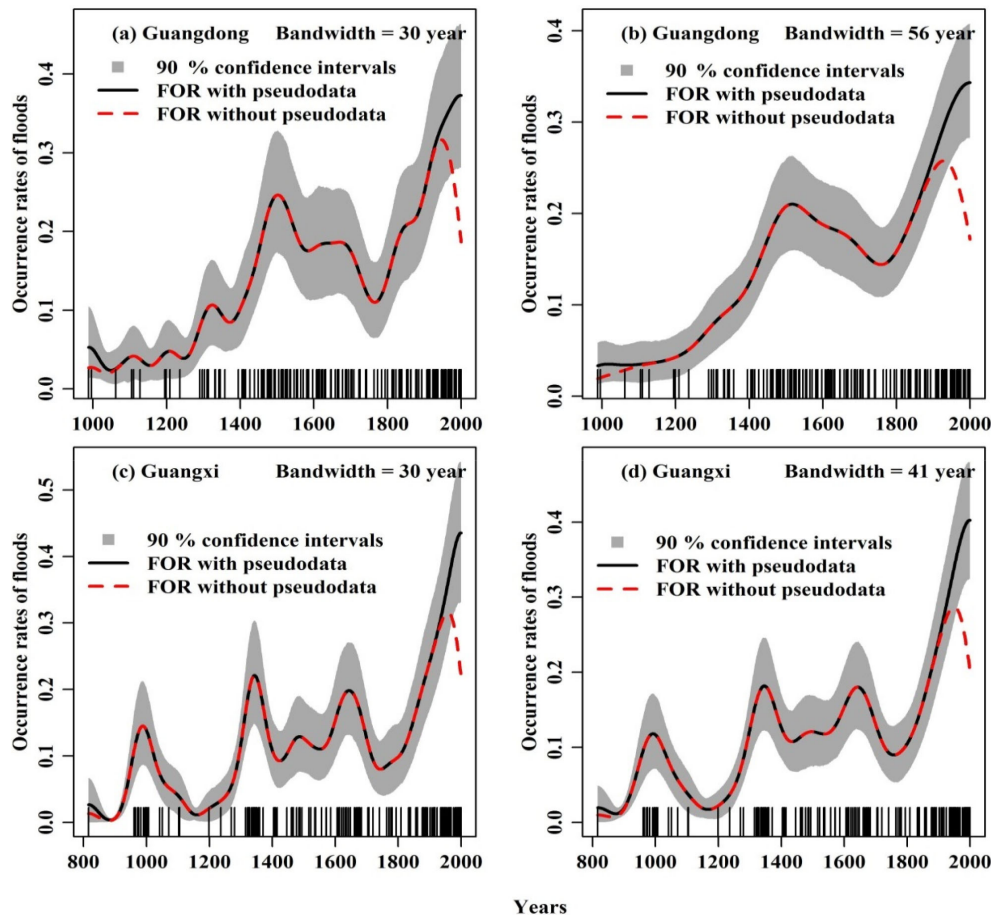 (a) Guangdong Bandwidth = 30 year
90 % confidence intervals
FOR with pseudodata
FOR without pseudodata
Occurrence rates of floods
0.0 0.1 0.2 0.3 0.4
1000 1200 1400 1600 1800 2000
(b) Guangdong Bandwidth = 56 year
90 % confidence intervals
FOR with pseudodata
FOR without pseudodata
Occurrence rates of floods
0.0 0.1 0.2 0.3 0.4
1000 1200 1400 1600 1800 2000
(c) Guangxi Bandwidth = 30 year
90 % confidence intervals
FOR with pseudodata
FOR without pseudodata
Occurrence rates of floods
0.0 0.1 0.2 0.3 0.4 0.5
800 1000 1200 1400 1600 1800 2000
(d) Guangxi Bandwidth = 41 year
90 % confidence intervals
FOR with pseudodata
FOR without pseudodata
Occurrence rates of floods
0.0 0.1 0.2 0.3 0.4
800 1000 1200 1400 1600 1800 2000
Years